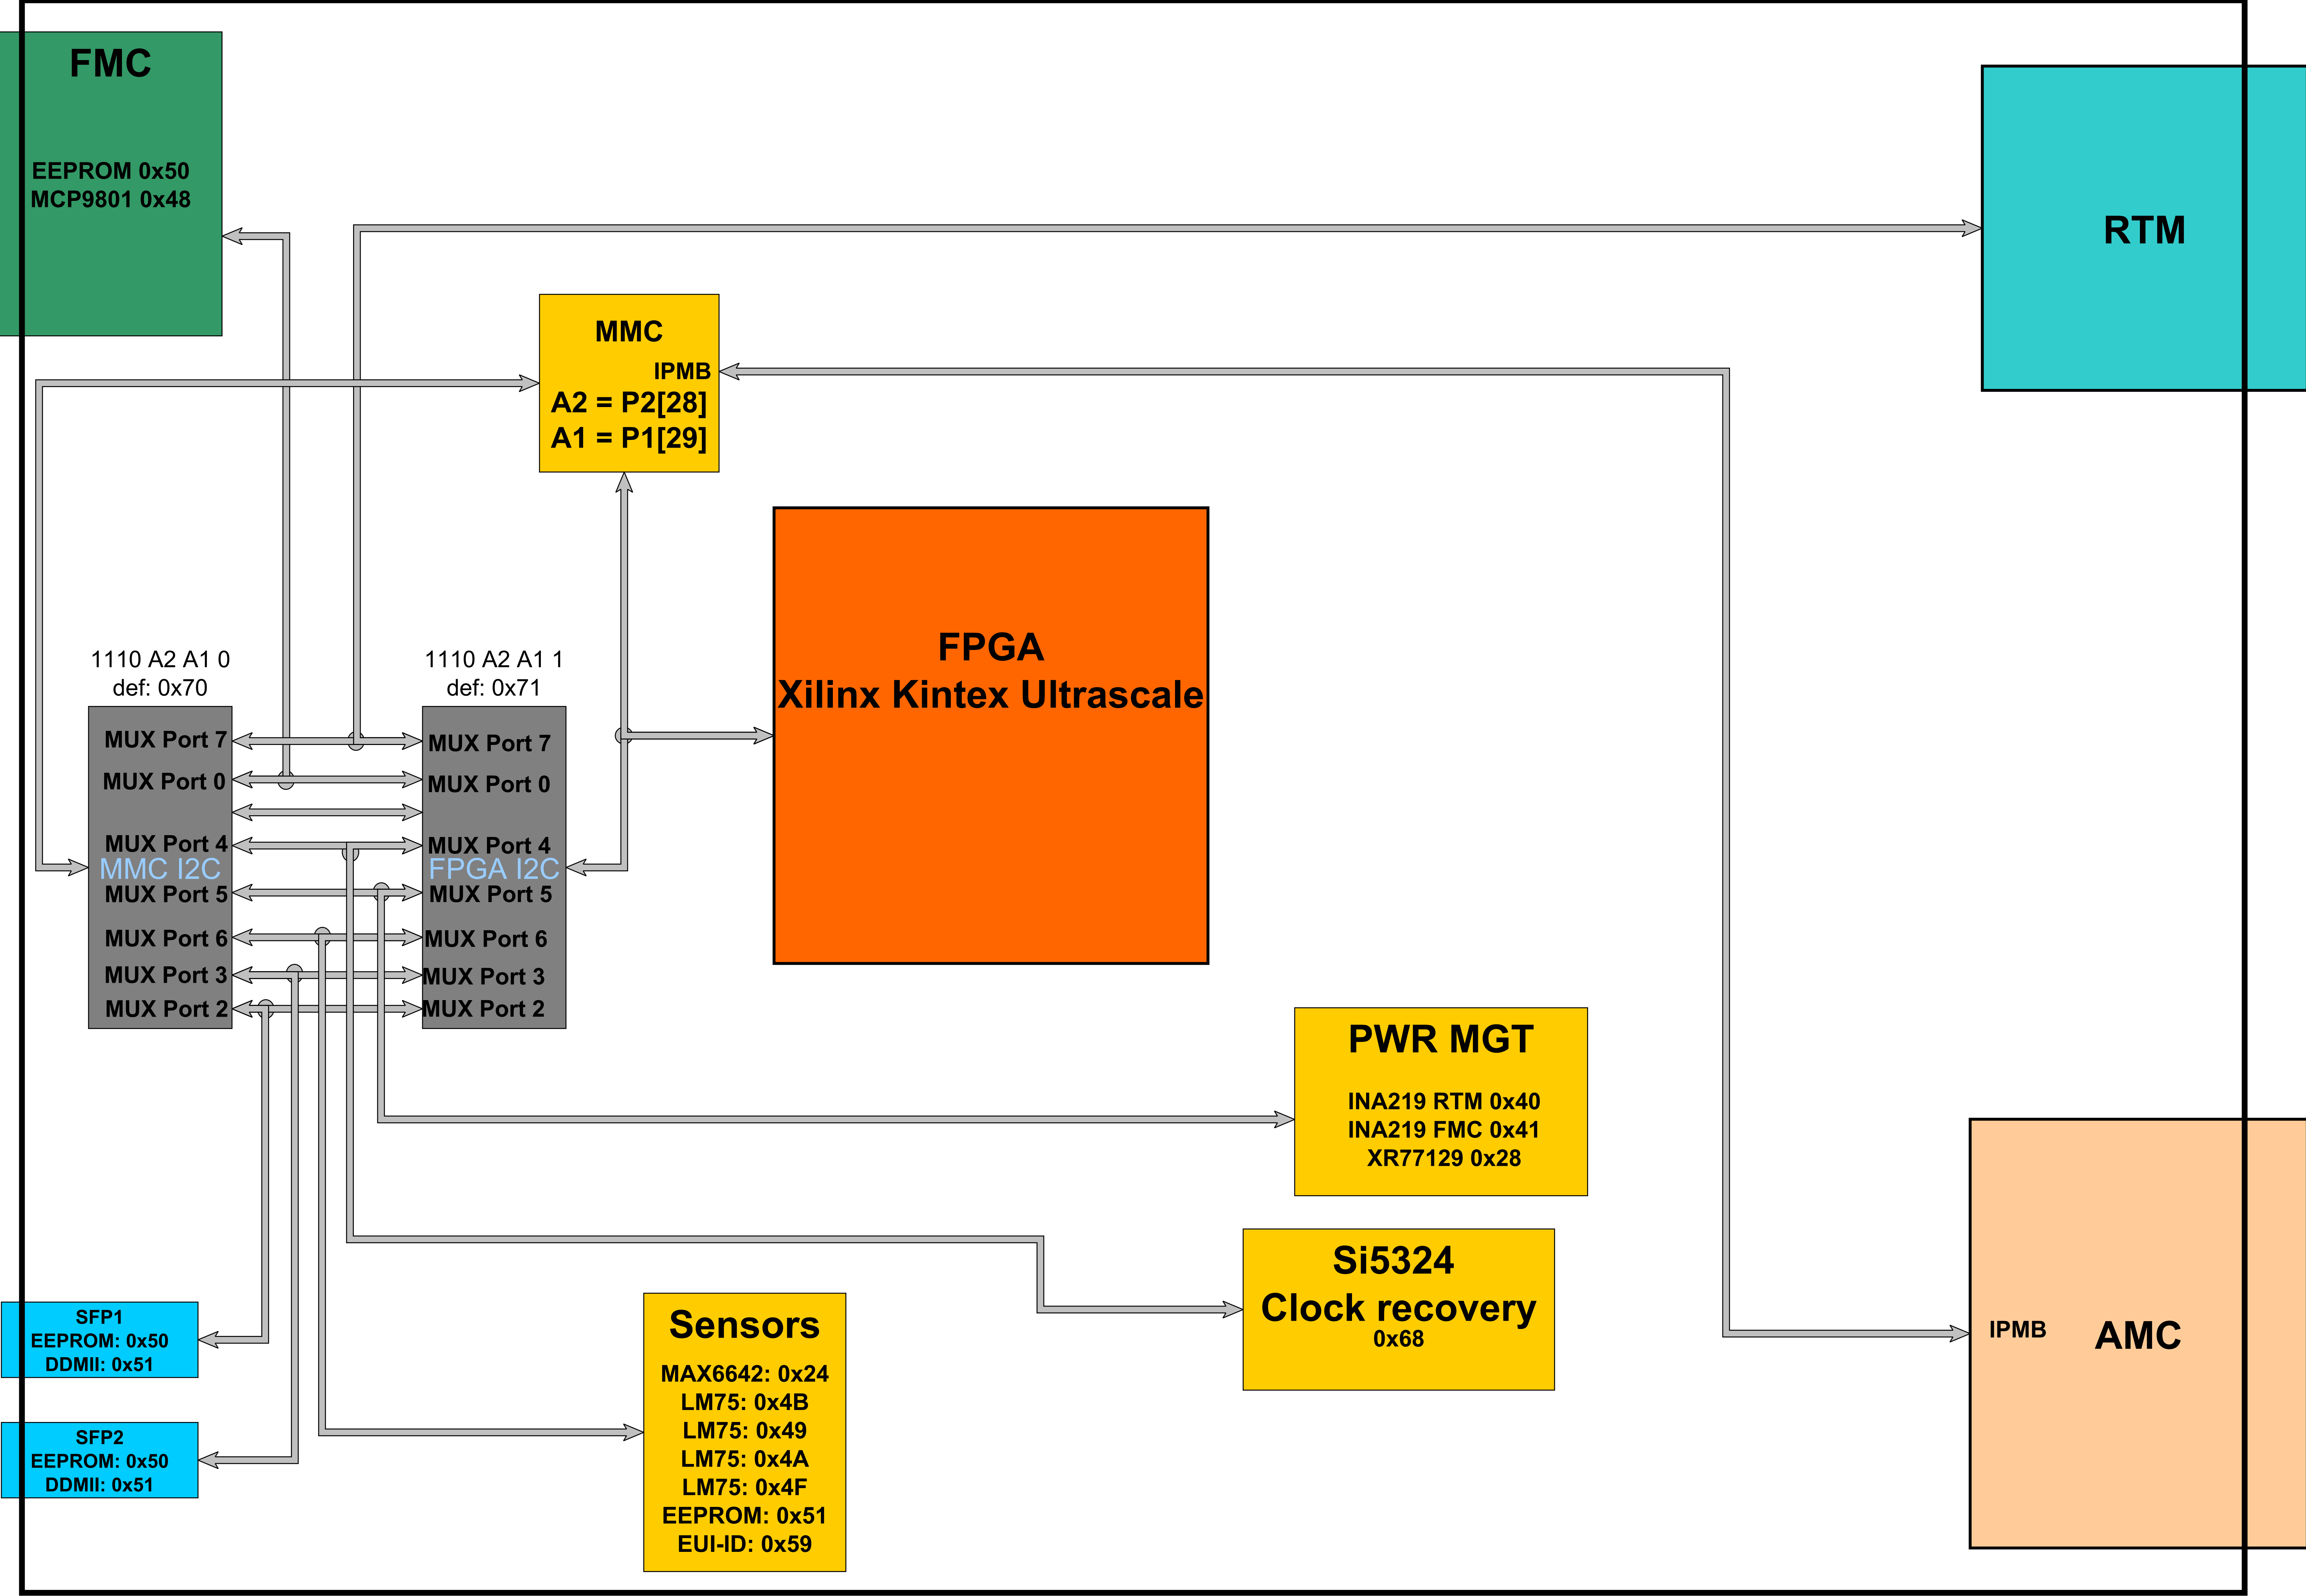 FMC
EEPROM 0x50
MCP9801 0x48
RTM
MMC
IPMB
A2 = P2[28]
A1 = P1[29]
FPGA
Xilinx Kintex Ultrascale
1110 A2 A1 0
def: 0x70
MUX Port 7
MUX Port 0
MUX Port 4
MMC I2C
MUX Port 5
MUX Port 6
MUX Port 3
MUX Port 2
1110 A2 A1 1
def: 0x71
MUX Port 7
MUX Port 0
MUX Port 4
FPGA I2C
MUX Port 5
MUX Port 6
MUX Port 3
MUX Port 2
PWR MGT
INA219 RTM 0x40
INA219 FMC 0x41
XR77129 0x28
Si5324
Clock recovery
0x68
IPMB AMC
SFP1
EEPROM: 0x50
DDMII: 0x51
SFP2
EEPROM: 0x50
DDMII: 0x51
Sensors
MAX6642: 0x24
LM75: 0x4B
LM75: 0x49
LM75: 0x4A
LM75: 0x4F
EEPROM: 0x51
EUI-ID: 0x59